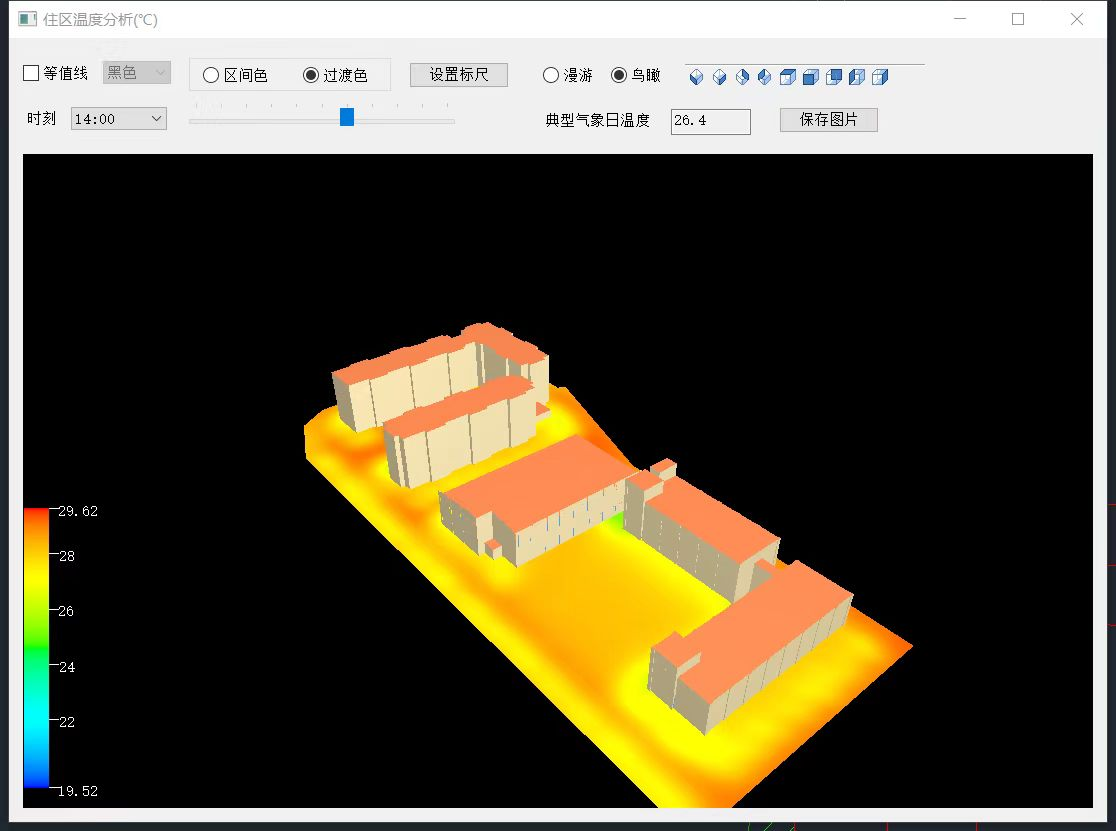 住区温度分析(℃)
等值线 黑色 区间色 过渡色 设置标尺 漫游 鸟瞰
时刻 14:00 典型气象日温度 26.4 保存图片
29.62
28
26
24
22
19.52